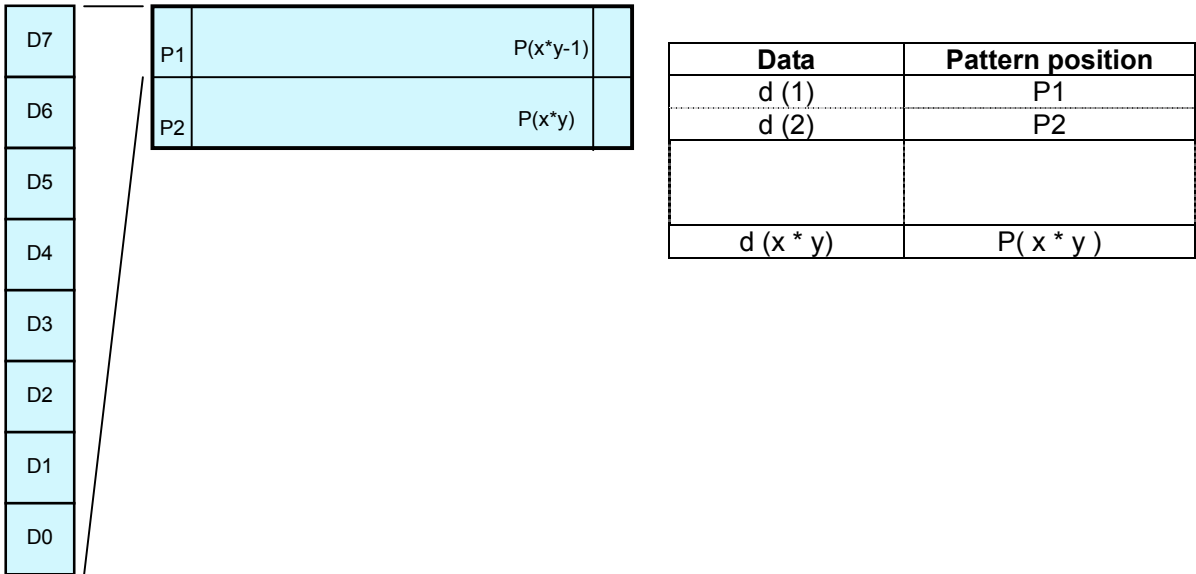 D7
D6
D5
D4
D3
D2
D1
D0
P1 P(x*y-1)
P2 P(x*y)
Data Pattern position
d (1) P1
d (2) P2
d (x * y) P( x * y )